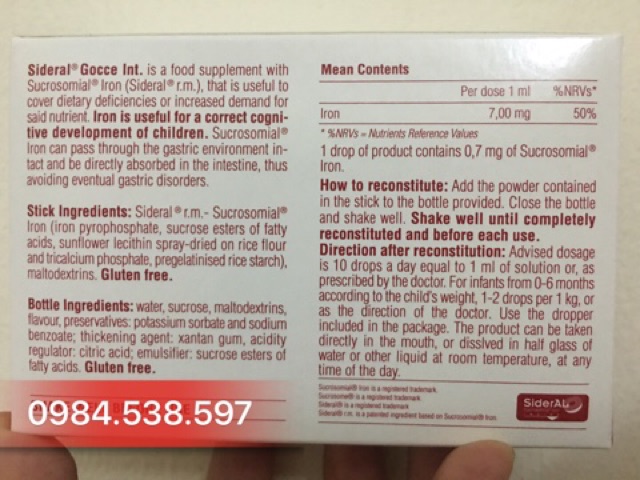 Sideral® Gocce Int. is a food supplement with
Sucrosomial® Iron (Sideral® r.m.), that is useful to
cover dietary deficiencies or increased demand for
said nutrient. Iron is useful for a correct cogni-
tive development of children. Sucrosomial®
Iron can pass through the gastric environment in-
tact and be directly absorbed in the intestine, thus
avoiding eventual gastric disorders.
Stick Ingredients: Sideral® r.m.- Sucrosomial®
Iron (iron pyrophosphate, sucrose esters of fatty
acids, sunflower lecithin spray-dried on rice flour
and tricalcium phosphate, pregelatinised rice starch),
maltodextrins. Gluten free.
Bottle Ingredients: water, sucrose, maltodextrins,
flavour, preservatives: potassium sorbate and sodium
benzoate; thickening agent: xantan gum, acidity
regulator: citric acid; emulsifier: sucrose esters of
fatty acids. Gluten free.
0984.538.597
Mean Contents
Per dose 1 ml %NRVs*
Iron 7,00 mg 50%
* %NRVs = Nutrients Reference Values
1 drop of product contains 0,7 mg of Sucrosomial®
Iron.
How to reconstitute: Add the powder contained
in the stick to the bottle provided. Close the bottle
and shake well. Shake well until completely
reconstituted and before each use.
Direction after reconstitution: Advised dosage
is 10 drops a day equal to 1 ml of solution or, as
prescribed by the doctor. For infants from 0-6 months
according to the child's weight, 1-2 drops per 1 kg, or
as the direction of the doctor. Use the dropper
included in the package. The product can be taken
directly in the mouth, or disslved in half glass of
water or other liquid at room temperature, at any
time of the day.
Sucrosomial® Iron is a registered trademark
Sucrosome® is a registered trademark
Sideral® is a registered trademark
Sideral® r.m. is a patented ingredient based on Sucrosomial® Iron
SiderAL